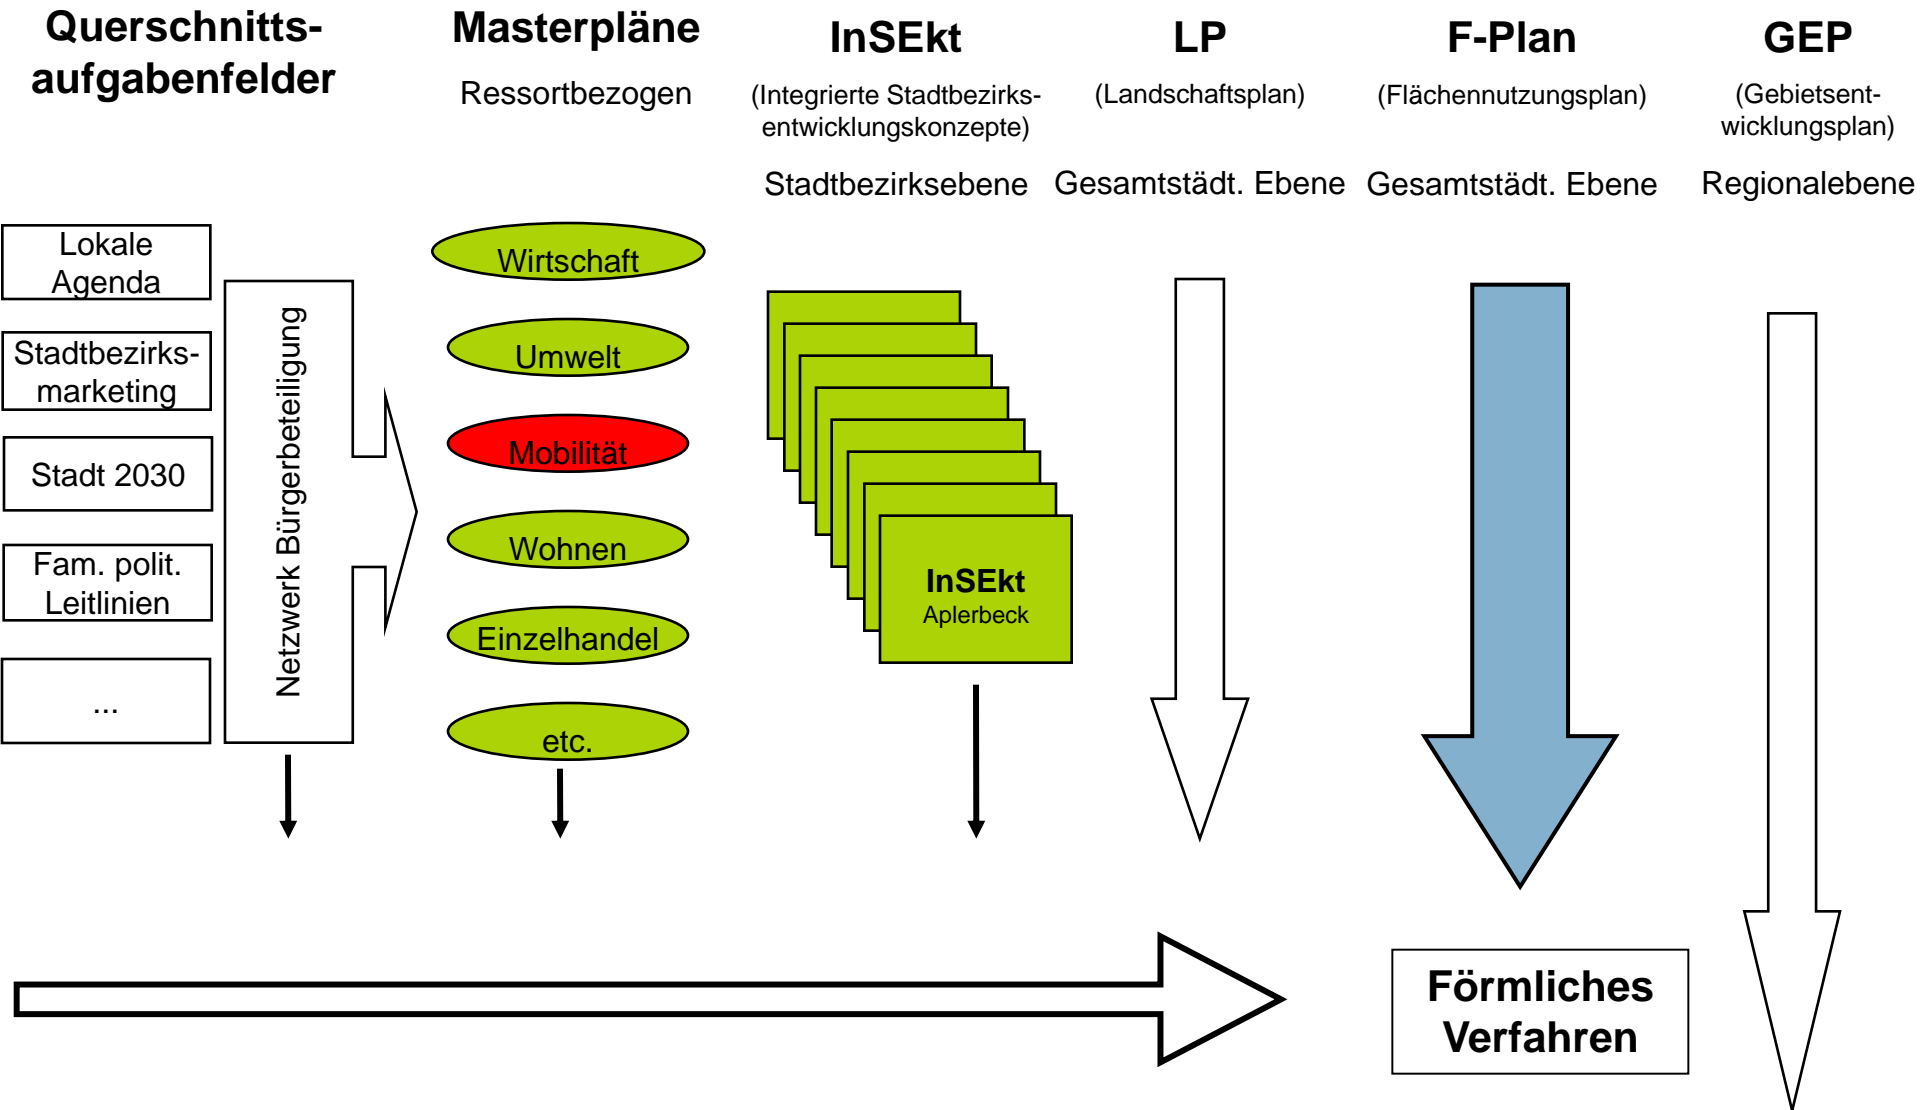 Querschnitts-
aufgabenfelder
Masterpläne
Ressortbezogen
InSEkt
(Integrierte Stadtbezirks-
entwicklungskonzepte)
Stadtbezirksebene
LP
(Landschaftsplan)
Gesamtstädt. Ebene
F-Plan
(Flächennutzungsplan)
Gesamtstädt. Ebene
GEP
(Gebietsent-
wicklungsplan)
Regionalebene
Lokale
Agenda
Stadtbezirks-
marketing
Stadt 2030
Fam. polit.
Leitlinien
...
Netzwerk Bürgerbeteiligung
Wirtschaft
Umwelt
Mobilität
Wohnen
Einzelhandel
etc.
InSEkt
Aplerbeck
Förmliches
Verfahren